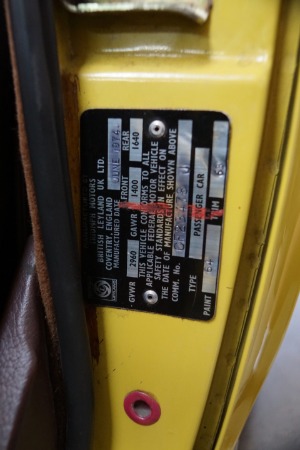 TRIUMPH MOTORS
BRITISH LEYLAND UK LTD.
COVENTRY ENGLAND
MANUFACTURED DATE JUNE 1974
FRONT REAR
GVWR 2960 GAWR 1400 1640
THIS VEHICLE CONFORMS TO ALL
APPLICABLE FEDERAL MOTOR VEHICLE
SAFETY STANDARDS IN EFFECT ON
THE DATE OF MANUFACTURE SHOWN ABOVE
COMM. No.
TYPE PASSENGER CAR
PAINT 64 TRIM 63